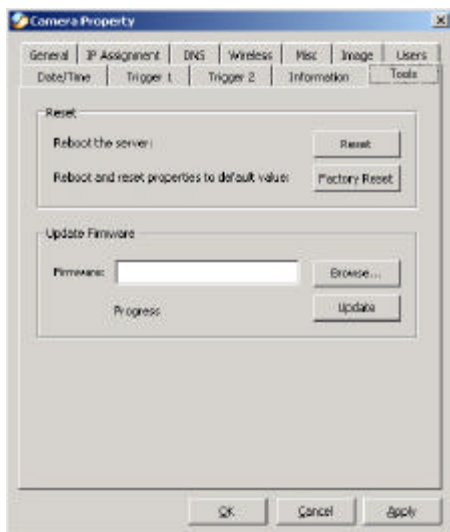 Camera Property
General IP Assignment DNS Wireless Misc Image Users
Date/Time Trigger 1 Trigger 2 Information Tools
Reset
Reboot the server: Reset
Reboot and reset properties to default value: Factory Reset
Update Firmware
Firmware: Browse...
Progress Update
OK Cancel Apply